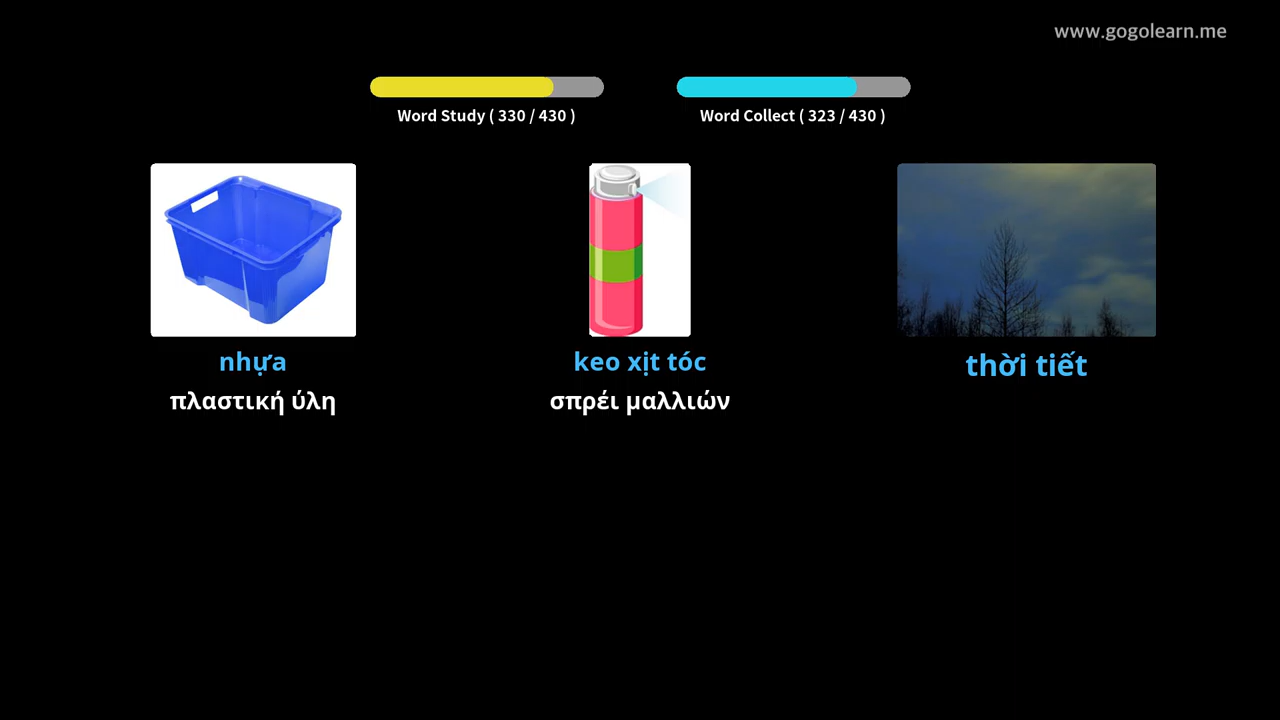 www.gogolearn.me
Word Study ( 330 / 430 )
Word Collect ( 323 / 430 )
nhựa
keo xịt tóc
thời tiết
πλαστική ύλη
σπρέι μαλλιών